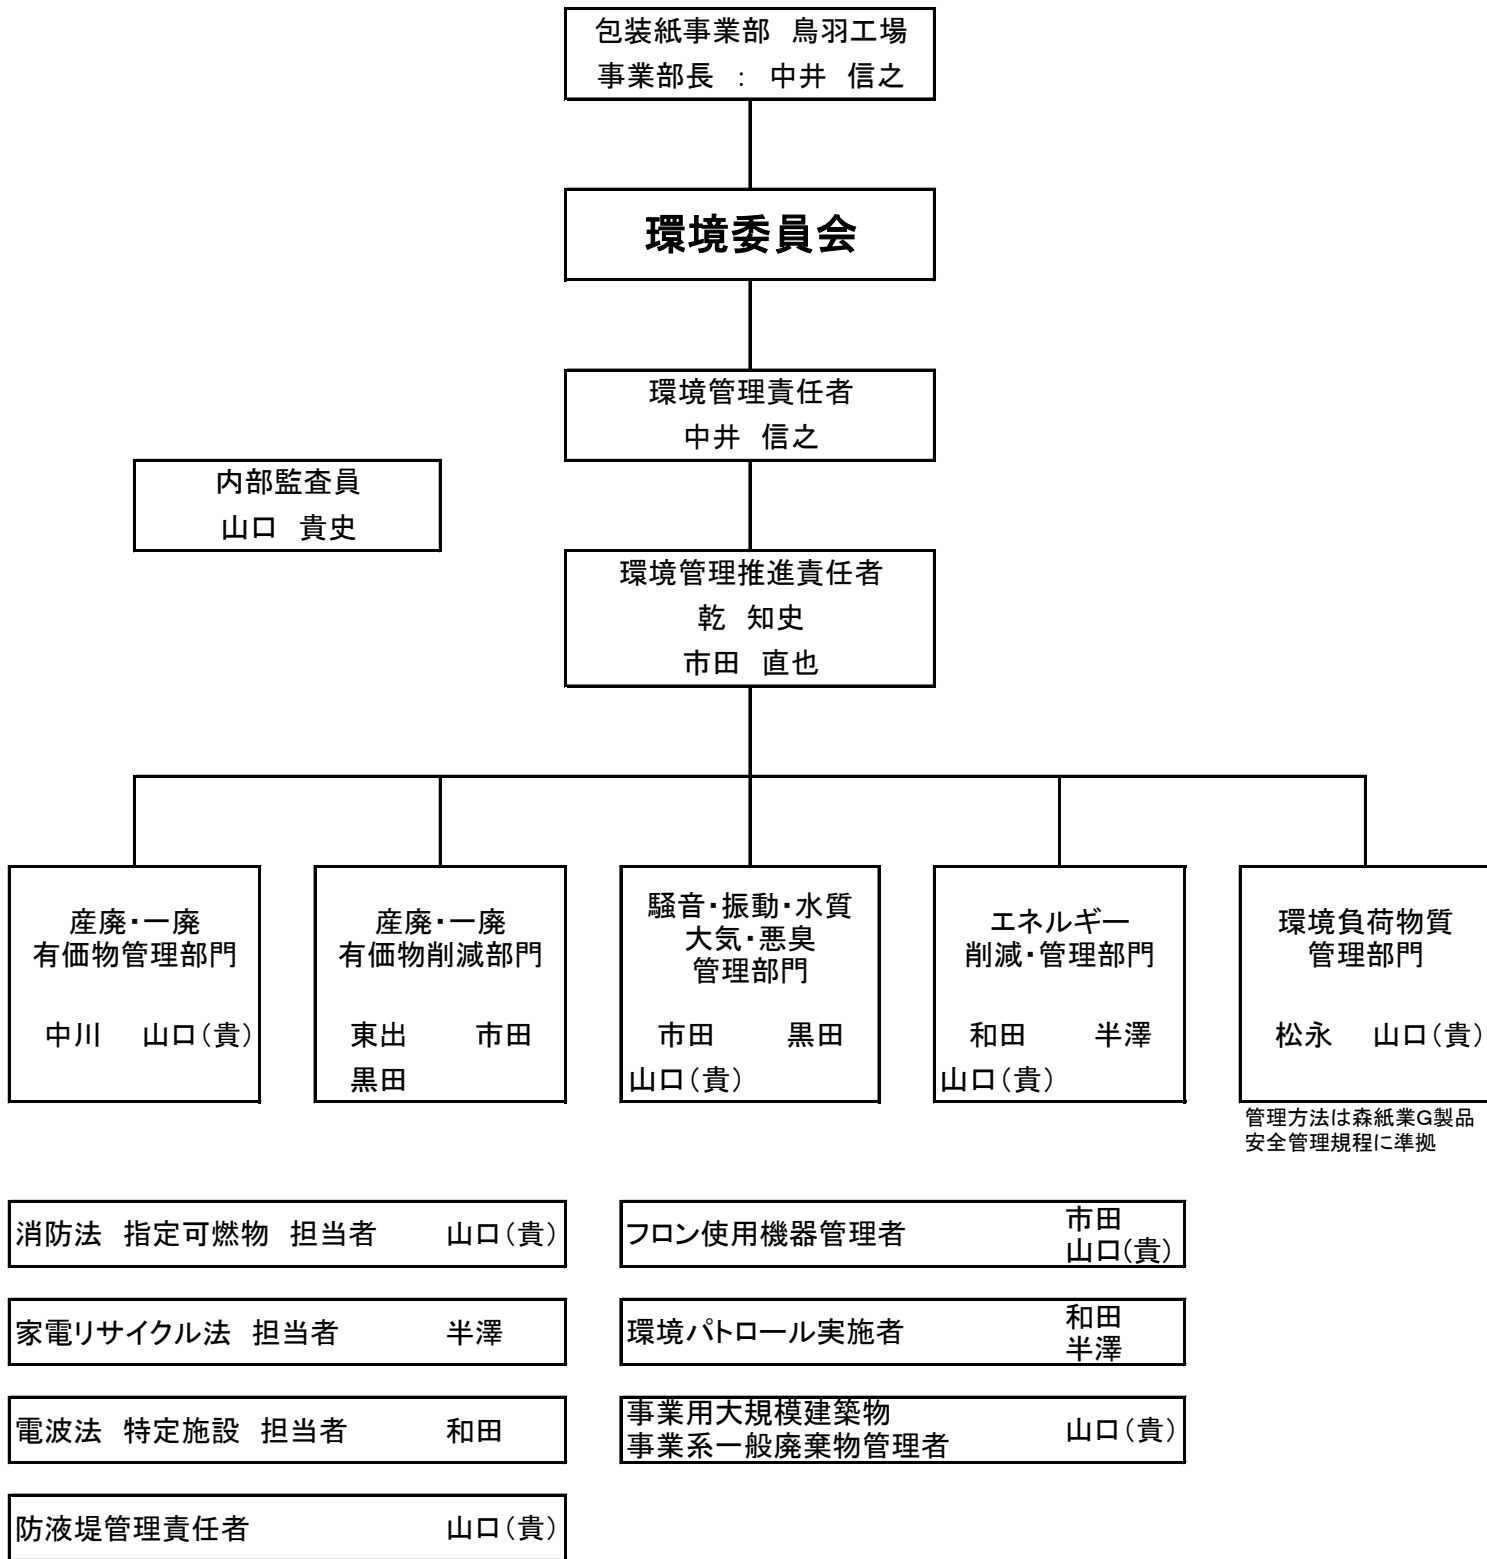 包装紙事業部 鳥羽工場
事業部長 : 中井 信之
環境委員会
環境管理責任者
中井 信之
内部監査員
山口 貴史
環境管理推進責任者
乾 知史
市田 直也
産廃・一廃
有価物管理部門
中川 山口(貴)
産廃・一廃
有価物削減部門
東出 市田
黒田
騒音・振動・水質
大気・悪臭
管理部門
市田 黒田
山口(貴)
エネルギー
削減・管理部門
和田 半澤
山口(貴)
環境負荷物質
管理部門
松永 山口(貴)
管理方法は森紙業G製品
安全管理規程に準拠
消防法 指定可燃物 担当者 山口(貴)
フロン使用機器管理者
市田
山口(貴)
家電リサイクル法 担当者 半澤
環境パトロール実施者
和田
半澤
電波法 特定施設 担当者 和田
事業用大規模建築物
事業系一般廃棄物管理者
山口(貴)
防液堤管理責任者 山口(貴)